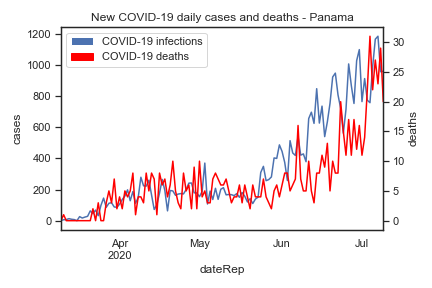 New COVID-19 daily cases and deaths - Panama
COVID-19 infections
COVID-19 deaths
1200
1000
800
600
400
200
0
cases
30
25
20
15
10
5
0
deaths
Apr
2020
May
Jun
Jul
dateRep